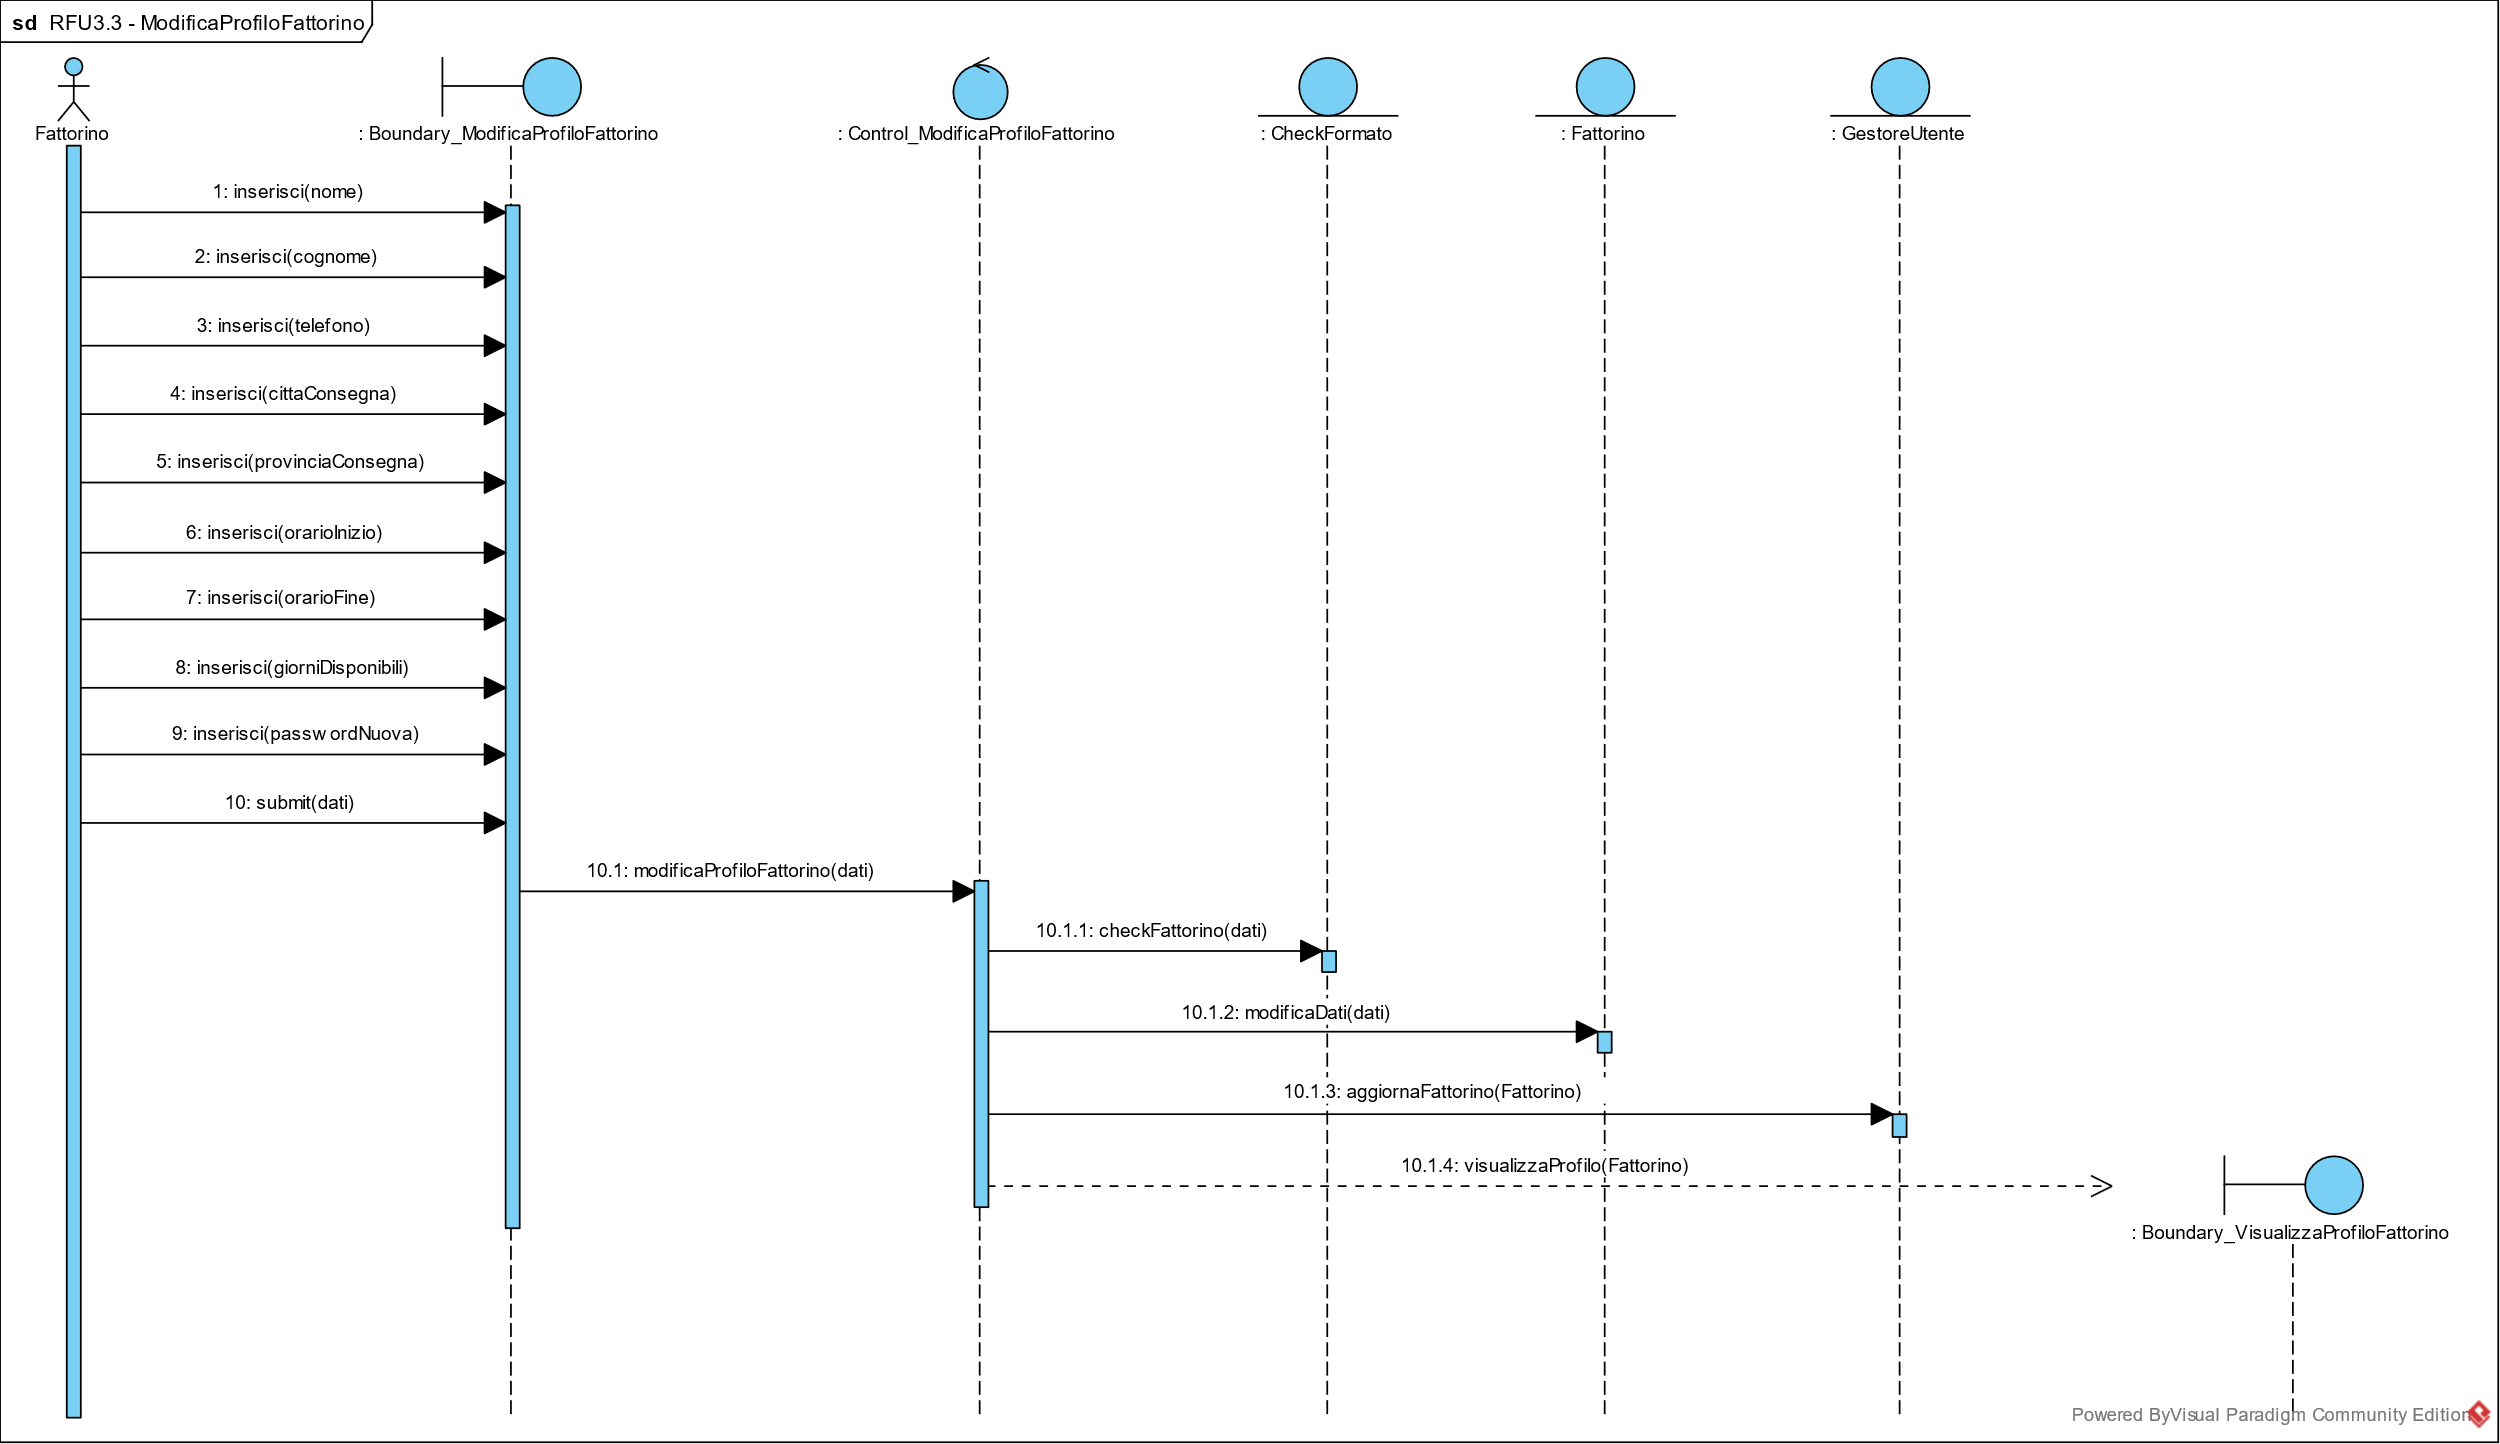 sd RFU3.3 - ModificaProfiloFattorino
Fattorino
: Boundary_ModificaProfiloFattorino
: Control_ModificaProfiloFattorino
: CheckFormato
: Fattorino
: GestoreUtente
1: inserisci(nome)
2: inserisci(cognome)
3: inserisci(telefono)
4: inserisci(cittaConsegna)
5: inserisci(provinciaConsegna)
6: inserisci(orarioInizio)
7: inserisci(orarioFine)
8: inserisci(giorniDisponibili)
9: inserisci(passwordNuova)
10: submit(dati)
10.1: modificaProfiloFattorino(dati)
10.1.1: checkFattorino(dati)
10.1.2: modificaDati(dati)
10.1.3: aggiornaFattorino(Fattorino)
10.1.4: visualizzaProfilo(Fattorino)
: Boundary_VisualizzaProfiloFattorino
Powered ByVisual Paradigm Community Edition